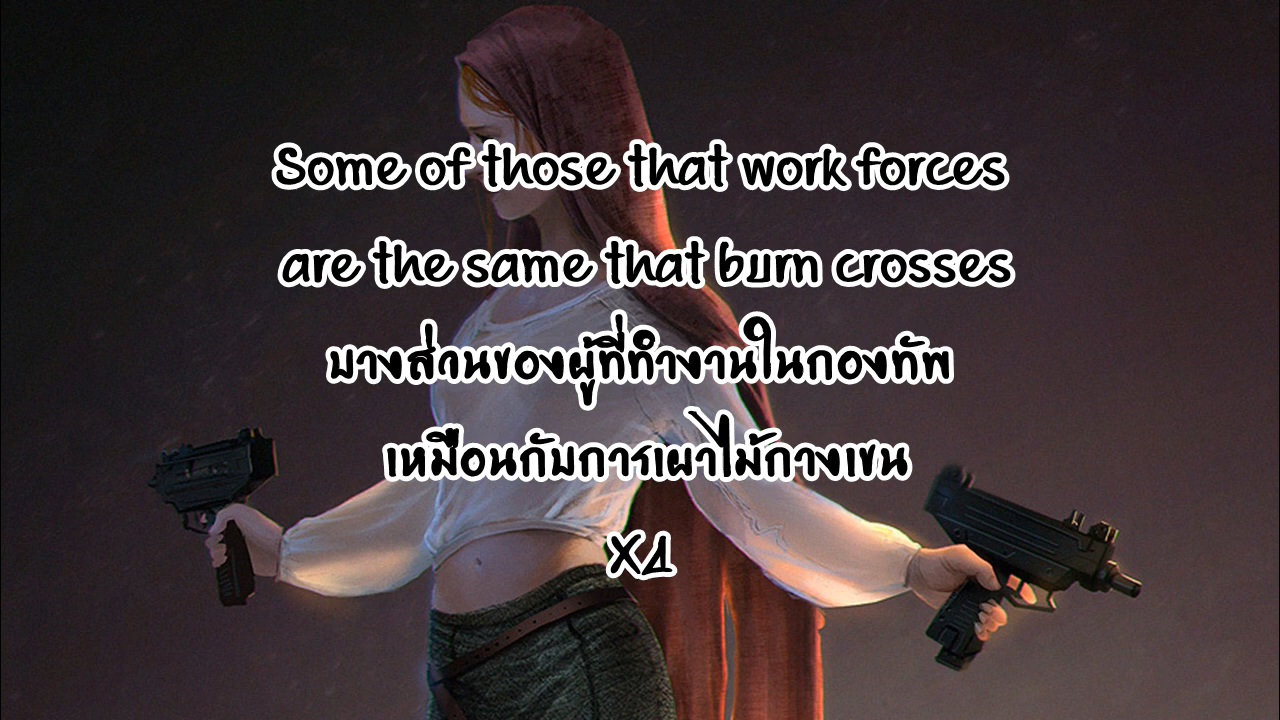 Some of those that work forces
are the same that burn crosses
บางส่วนของผู้ที่ทำงานในกองทัพ
เหมือนกับการเผาไม้กางเขน
X4